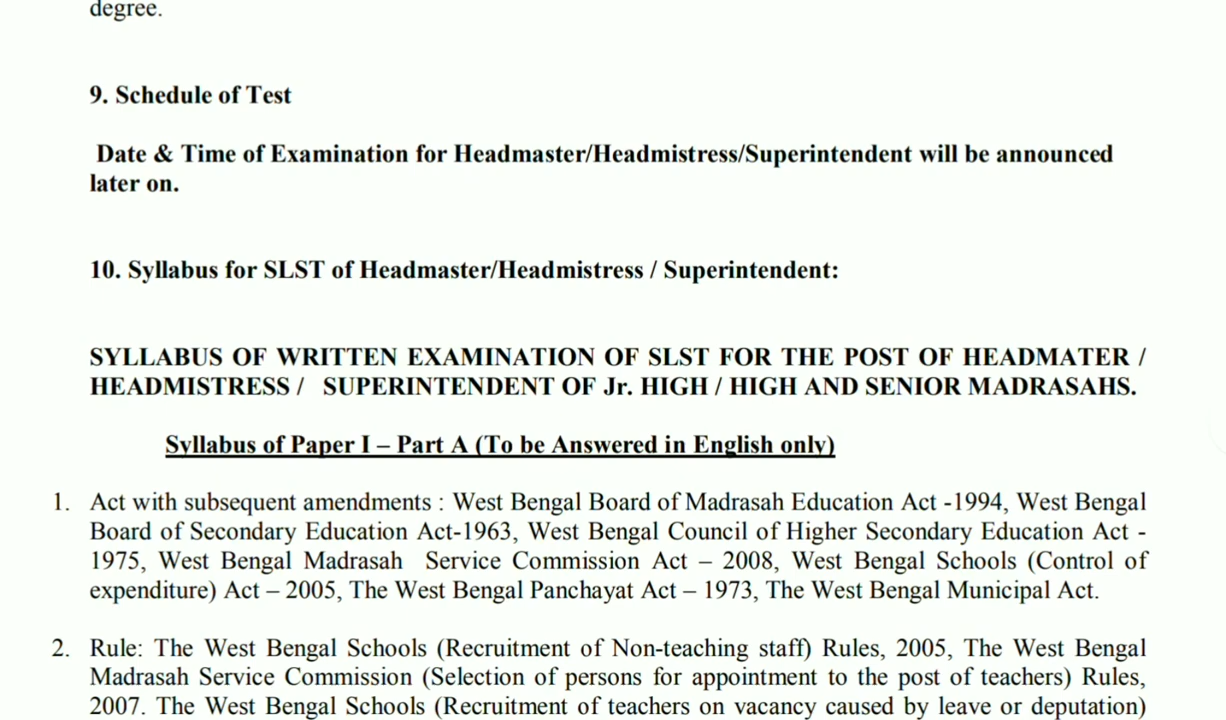 degree.
9. Schedule of Test
Date & Time of Examination for Headmaster/Headmistress/Superintendent will be announced
later on.
10. Syllabus for SLST of Headmaster/Headmistress / Superintendent:
SYLLABUS OF WRITTEN EXAMINATION OF SLST FOR THE POST OF HEADMATER /
HEADMISTRESS / SUPERINTENDENT OF Jr. HIGH / HIGH AND SENIOR MADRASAHS.
Syllabus of Paper I – Part A (To be Answered in English only)
1. Act with subsequent amendments : West Bengal Board of Madrasah Education Act -1994, West Bengal
Board of Secondary Education Act-1963, West Bengal Council of Higher Secondary Education Act -
1975, West Bengal Madrasah Service Commission Act – 2008, West Bengal Schools (Control of
expenditure) Act – 2005, The West Bengal Panchayat Act – 1973, The West Bengal Municipal Act.
2. Rule: The West Bengal Schools (Recruitment of Non-teaching staff) Rules, 2005, The West Bengal
Madrasah Service Commission (Selection of persons for appointment to the post of teachers) Rules,
2007. The West Bengal Schools (Recruitment of teachers on vacancy caused by leave or deputation)